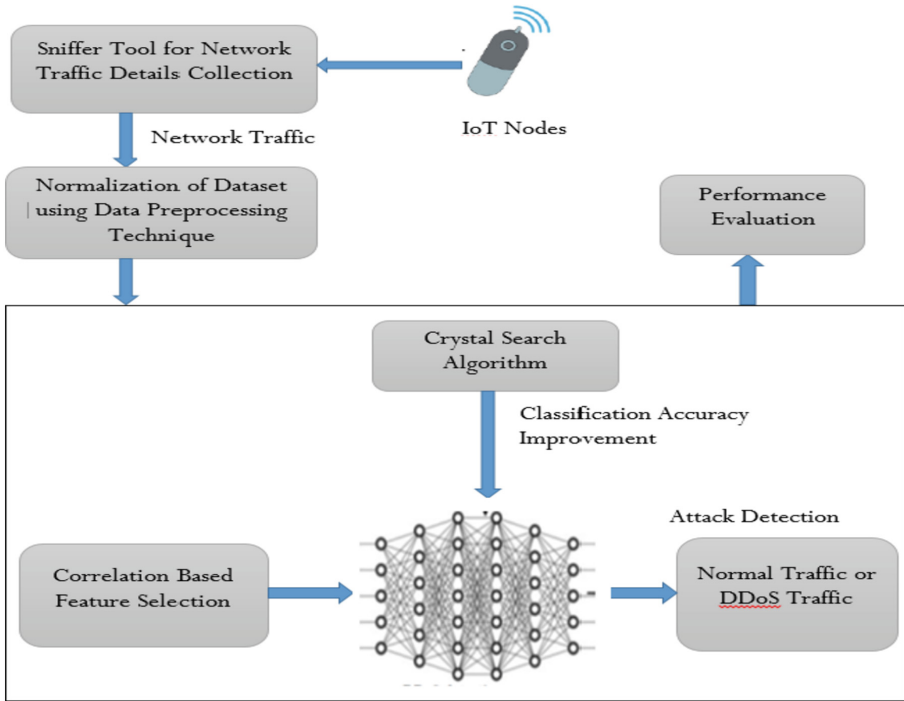 Sniffer Tool for Network
Traffic Details Collection
IoT Nodes
Network Traffic
Normalization of Dataset
using Data Preprocessing
Technique
Performance
Evaluation
Crystal Search
Algorithm
Classification Accuracy
Improvement
Correlation Based
Feature Selection
Attack Detection
Normal Traffic or
DDoS Traffic